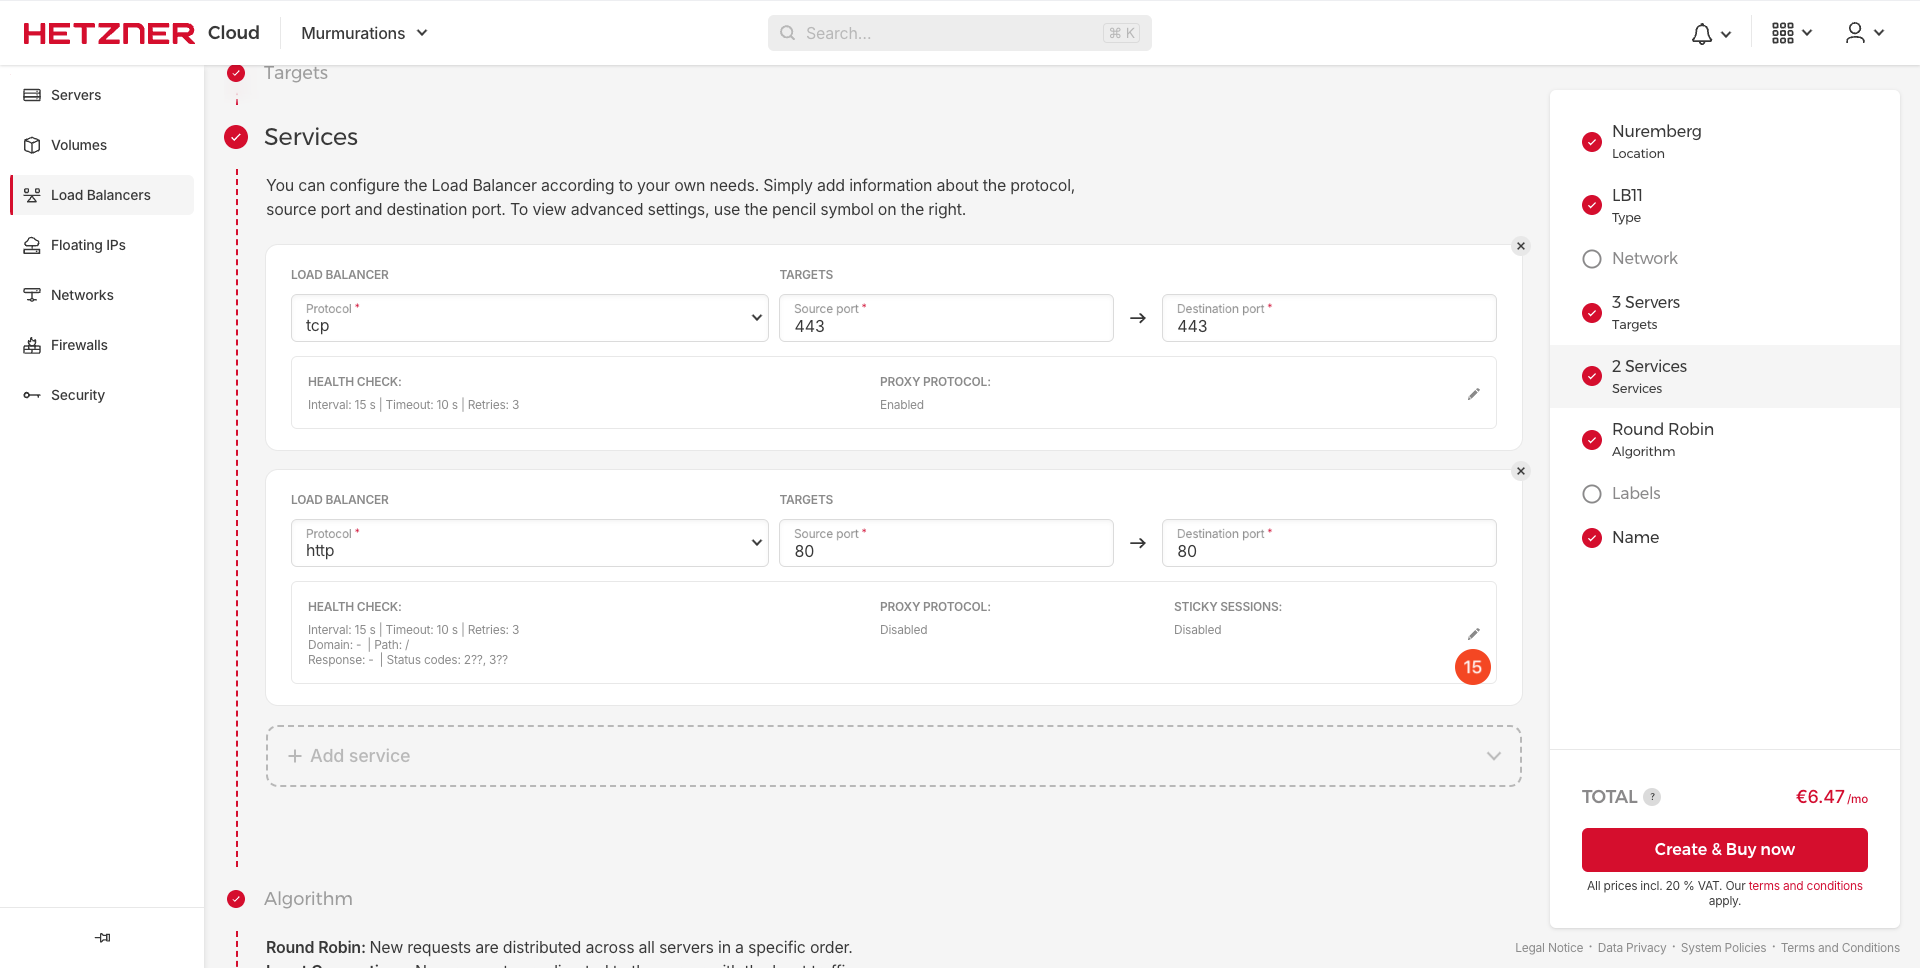 HETZNER Cloud
Murmurations
Search...
⌘ K
Servers
Volumes
Load Balancers
Floating IPs
Networks
Firewalls
Security
Targets
Services
You can configure the Load Balancer according to your own needs. Simply add information about the protocol,
source port and destination port. To view advanced settings, use the pencil symbol on the right.
LOAD BALANCER
TARGETS
Protocol *
tcp
Source port *
443
Destination port *
443
HEALTH CHECK:
Interval: 15 s | Timeout: 10 s | Retries: 3
PROXY PROTOCOL:
Enabled
LOAD BALANCER
TARGETS
Protocol *
http
Source port *
80
Destination port *
80
HEALTH CHECK:
Interval: 15 s | Timeout: 10 s | Retries: 3
Domain: - | Path: /
Response: - | Status codes: 2??, 3??
PROXY PROTOCOL:
Disabled
STICKY SESSIONS:
Disabled
15
+ Add service
Algorithm
Round Robin: New requests are distributed across all servers in a specific order.
Nuremberg
Location
LB11
Type
Network
3 Servers
Targets
2 Services
Services
Round Robin
Algorithm
Labels
Name
TOTAL ?
€6.47 /mo
Create & Buy now
All prices incl. 20 % VAT. Our terms and conditions
apply.
Legal Notice · Data Privacy · System Policies · Terms and Conditions